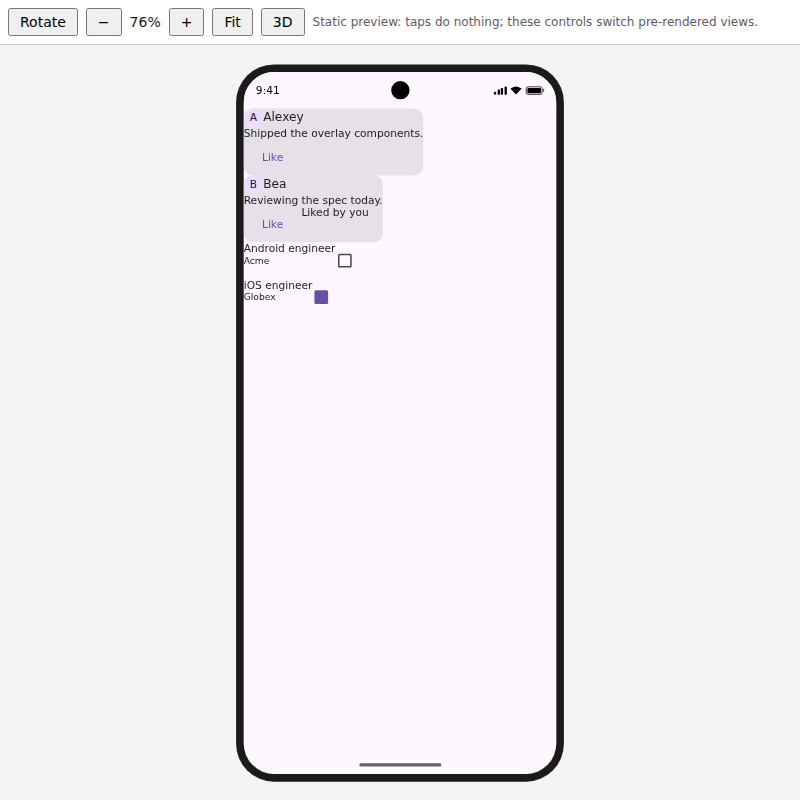 Rotate − 76% + Fit 3D Static preview: taps do nothing; these controls switch pre-rendered views.
9:41
A Alexey
Shipped the overlay components.
Like
B Bea
Reviewing the spec today.
Liked by you
Like
Android engineer
Acme
iOS engineer
Globex